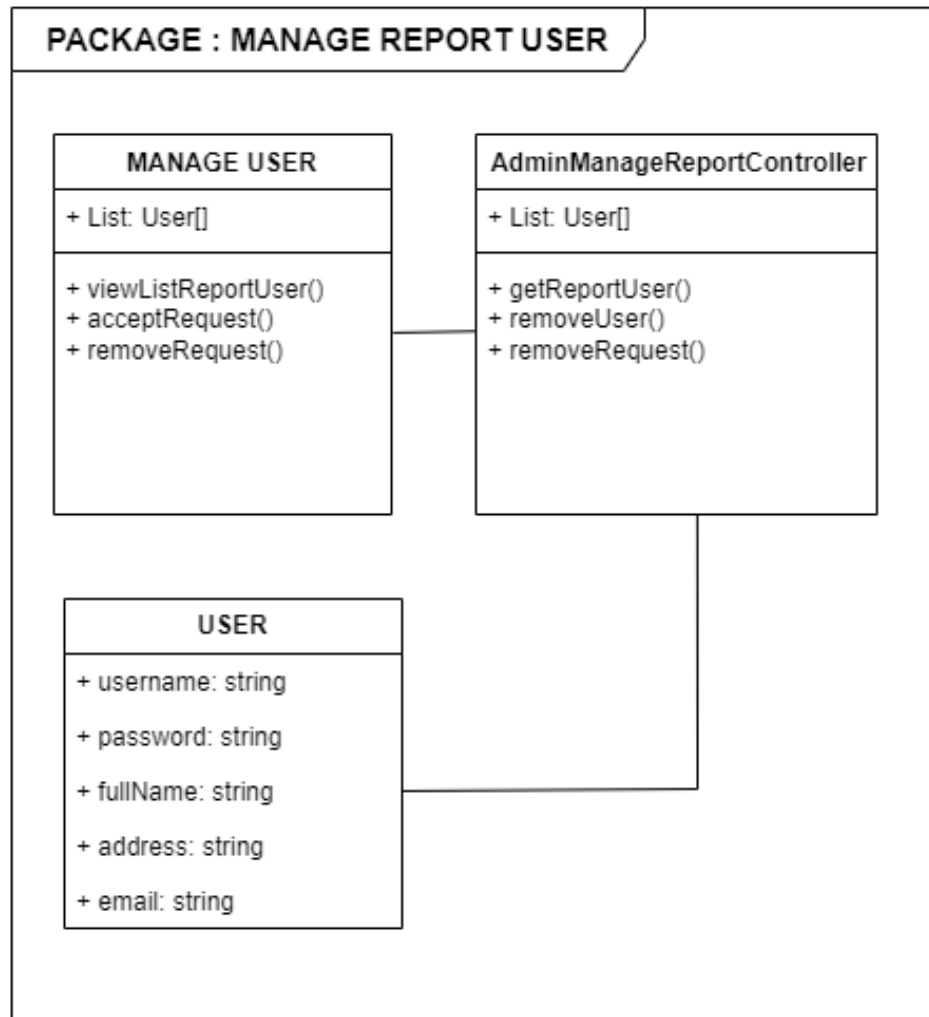 PACKAGE : MANAGE REPORT USER
MANAGE USER
+ List: User[]
+ viewListReportUser()
+ acceptRequest()
+ removeRequest()
AdminManageReportController
+ List: User[]
+ getReportUser()
+ removeUser()
+ removeRequest()
USER
+ username: string
+ password: string
+ fullName: string
+ address: string
+ email: string